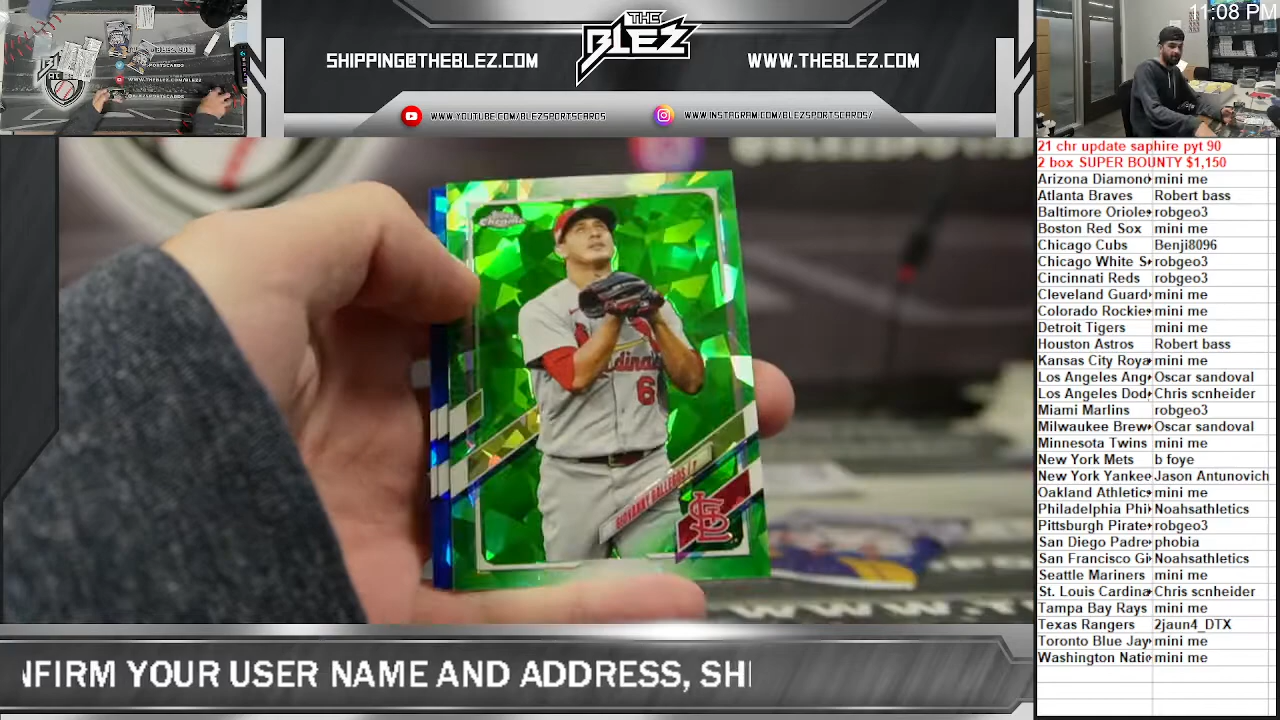 11:08 PM
THE
BLEZ
SHIPPING@THEBLEZ.COM
WWW.THEBLEZ.COM
WWW.YOUTUBE.COM/BLEZSPORTSCARDS
WWW.INSTAGRAM.COM/BLEZSPORTSCARDS/
21 chr update saphire pyt 90
2 box SUPER BOUNTY $1,150
Arizona Diamond mini me
Atlanta Braves Robert bass
Baltimore Oriole robgeo3
Boston Red Sox mini me
Chicago Cubs Benji8096
Chicago White S robgeo3
Cincinnati Reds robgeo3
Cleveland Guard mini me
Colorado Rockie mini me
Detroit Tigers mini me
Houston Astros Robert bass
Kansas City Roya mini me
Los Angeles Ang Oscar sandoval
Los Angeles Dod Chris scnheider
Miami Marlins robgeo3
Milwaukee Brew Oscar sandoval
Minnesota Twins mini me
New York Mets b foye
New York Yankee Jason Antunovich
Oakland Athletic mini me
Philadelphia Phi Noahsathletics
Pittsburgh Pirate robgeo3
San Diego Padre phobia
San Francisco Gi Noahsathletics
Seattle Mariners mini me
St. Louis Cardina Chris scnheider
Tampa Bay Rays mini me
Texas Rangers 2jaun4_DTX
Toronto Blue Jay mini me
Washington Natio mini me
Topps
Chrome
Cardinals
6
GIOVANNY GALLEGOS
NFIRM YOUR USER NAME AND ADDRESS, SHI